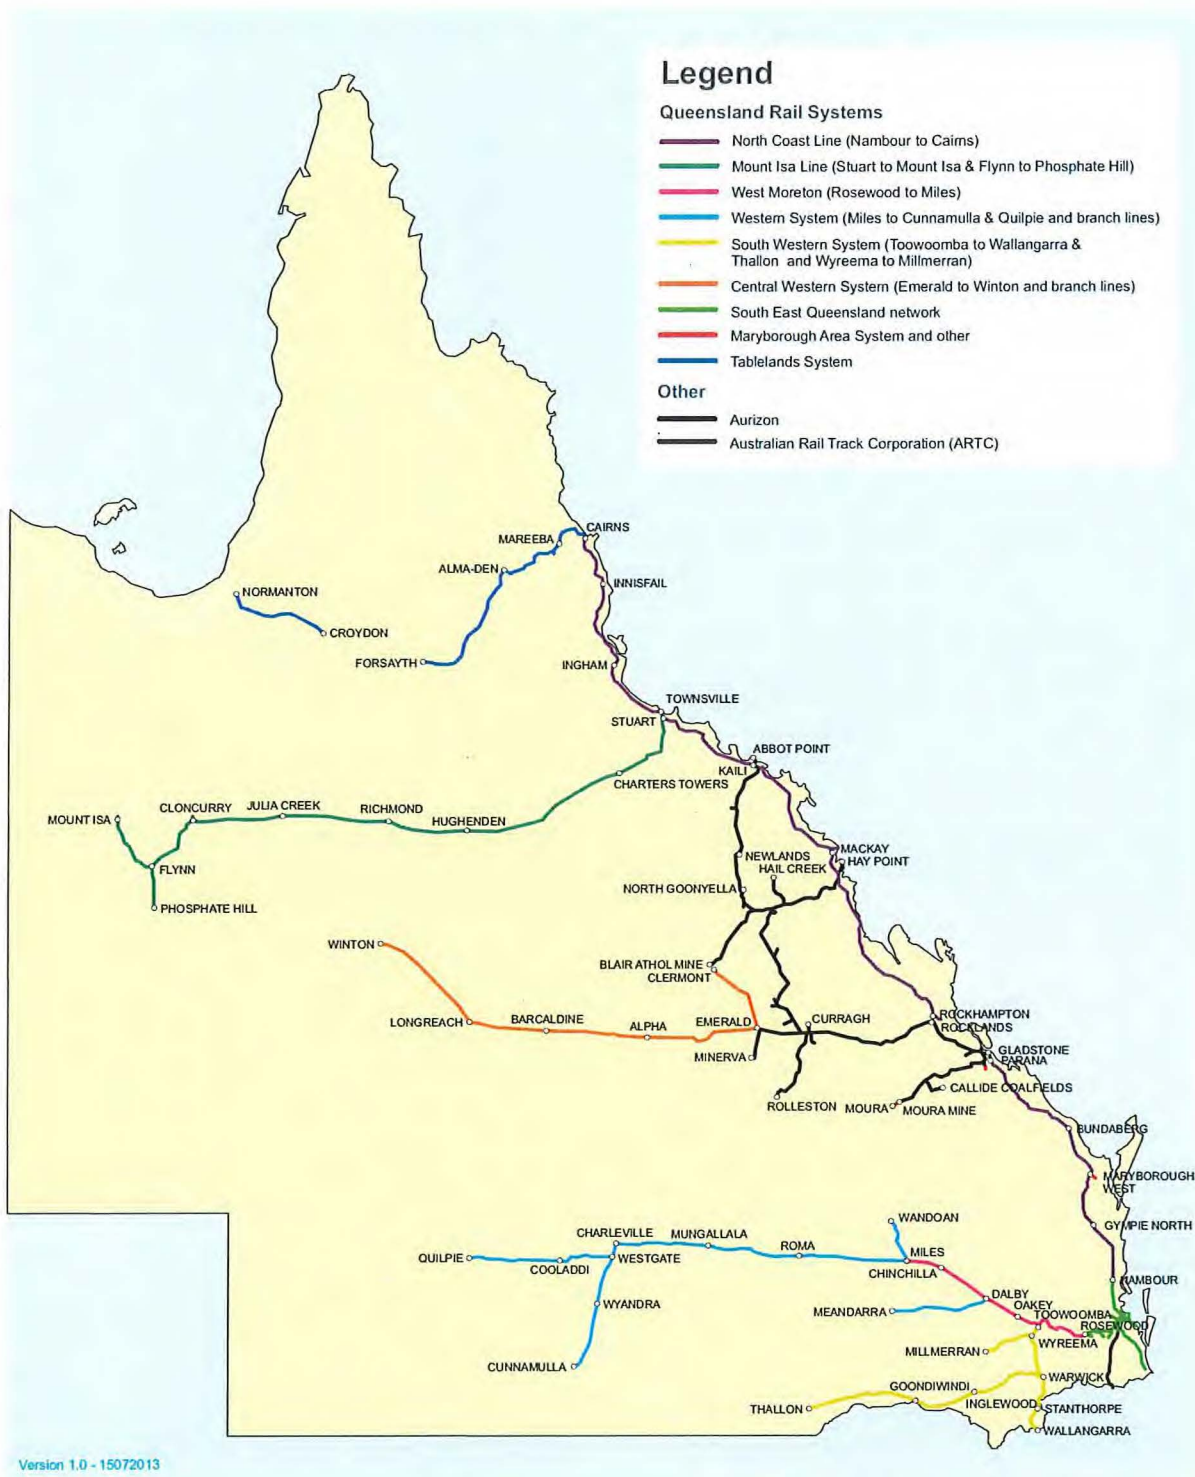 Legend
Queensland Rail Systems
North Coast Line (Nambour to Cairns)
Mount Isa Line (Stuart to Mount Isa & Flynn to Phosphate Hill)
West Moreton (Rosewood to Miles)
Western System (Miles to Cunnamulla & Quilpie and branch lines)
South Western System (Toowoomba to Wallangarra &
Thallon and Wyreema to Millmerran)
Central Western System (Emerald to Winton and branch lines)
South East Queensland network
Maryborough Area System and other
Tablelands System
Other
Aurizon
Australian Rail Track Corporation (ARTC)
CAIRNS
MAREEBA
ALMA-DEN
INNISFAIL
NORMANTON
CROYDON
FORSAYTH
INGHAM
TOWNSVILLE
STUART
ABBOT POINT
KAILI
CHARTERS TOWERS
MOUNT ISA
CLONCURRY
JULIA CREEK
RICHMOND
HUGHENDEN
FLYNN
PHOSPHATE HILL
MACKAY
HAY POINT
NEWLANDS
HAIL CREEK
NORTH GOONYELLA
WINTON
BLAIR ATHOL MINE
CLERMONT
LONGREACH
BARCALDINE
ALPHA
EMERALD
CURRAGH
ROCKHAMPTON
ROCKLANDS
MINERVA
GLADSTONE
PARANA
CALLIDE COALFIELDS
ROLLESTON
MOURA
MOURA MINE
BUNDABERG
MARYBOROUGH
WEST
WANDOAN
GYMPIE NORTH
CHARLEVILLE
MUNGALLALA
ROMA
MILES
QUILPIE
COOLADDI
WESTGATE
CHINCHILLA
NAMBOUR
WYANDRA
MEANDARRA
DALBY
OAKEY
TOOWOOMBA
ROSEWOOD
WYREEMA
MILLMERRAN
CUNNAMULLA
WARWICK
GOONDIWINDI
INGLEWOOD
STANTHORPE
THALLON
WALLANGARRA
Version 1.0 - 15072013